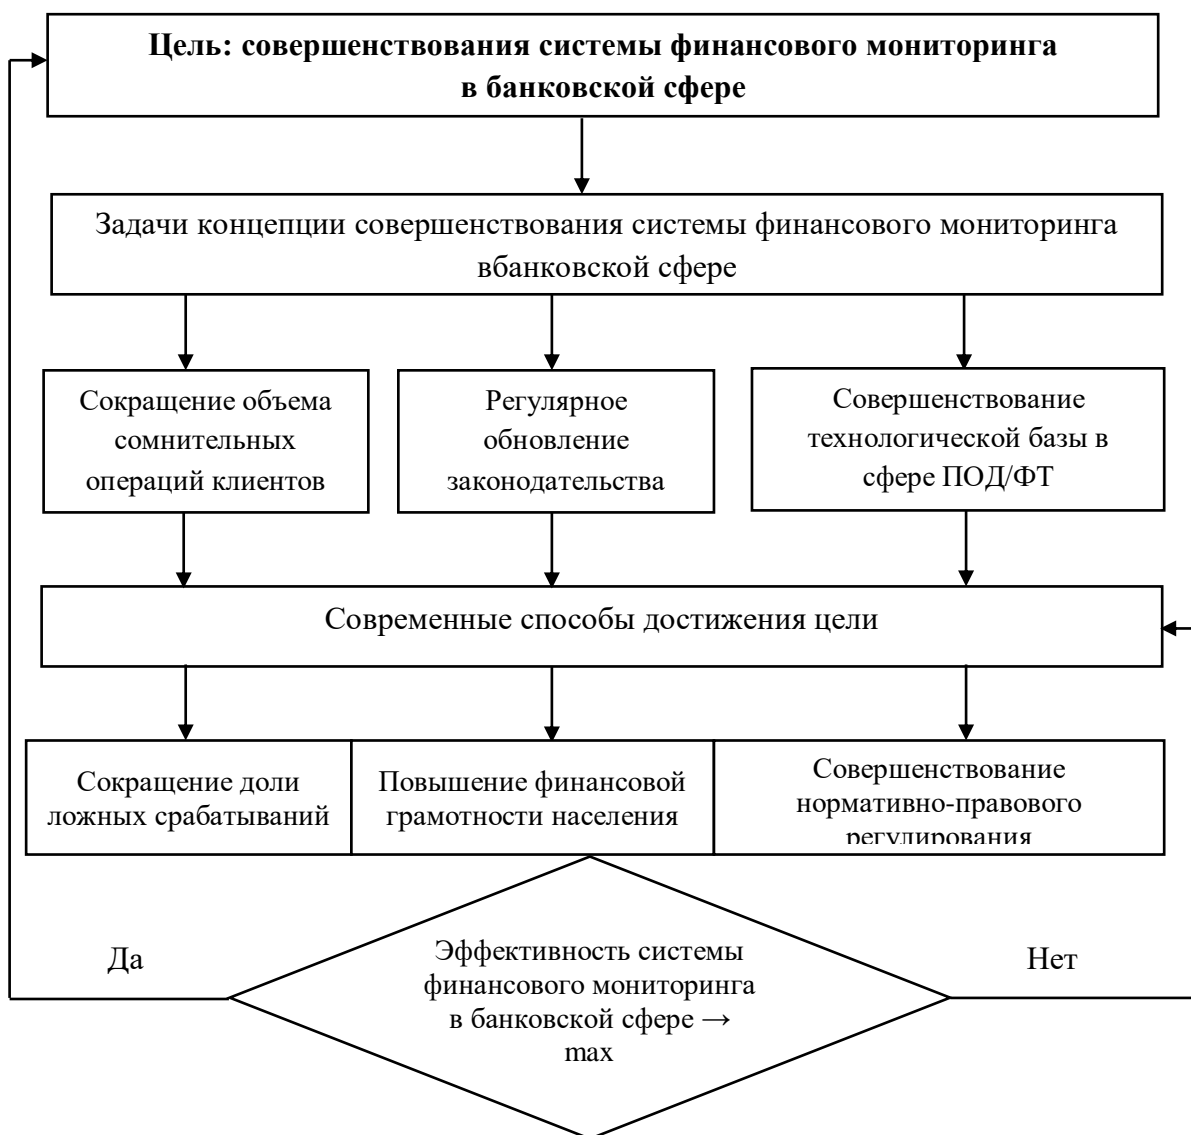 Цель: совершенствования системы финансового мониторинга
в банковской сфере
Задачи концепции совершенствования системы финансового мониторинга
вбанковской сфере
Сокращение объема
сомнительных
операций клиентов
Регулярное
обновление
законодательства
Совершенствование
технологической базы в
сфере ПОД/ФТ
Современные способы достижения цели
Сокращение доли
ложных срабатываний
Повышение финансовой
грамотности населения
Совершенствование
нормативно-правового
регулирования
Да
Эффективность системы
финансового мониторинга
в банковской сфере →
max
Нет